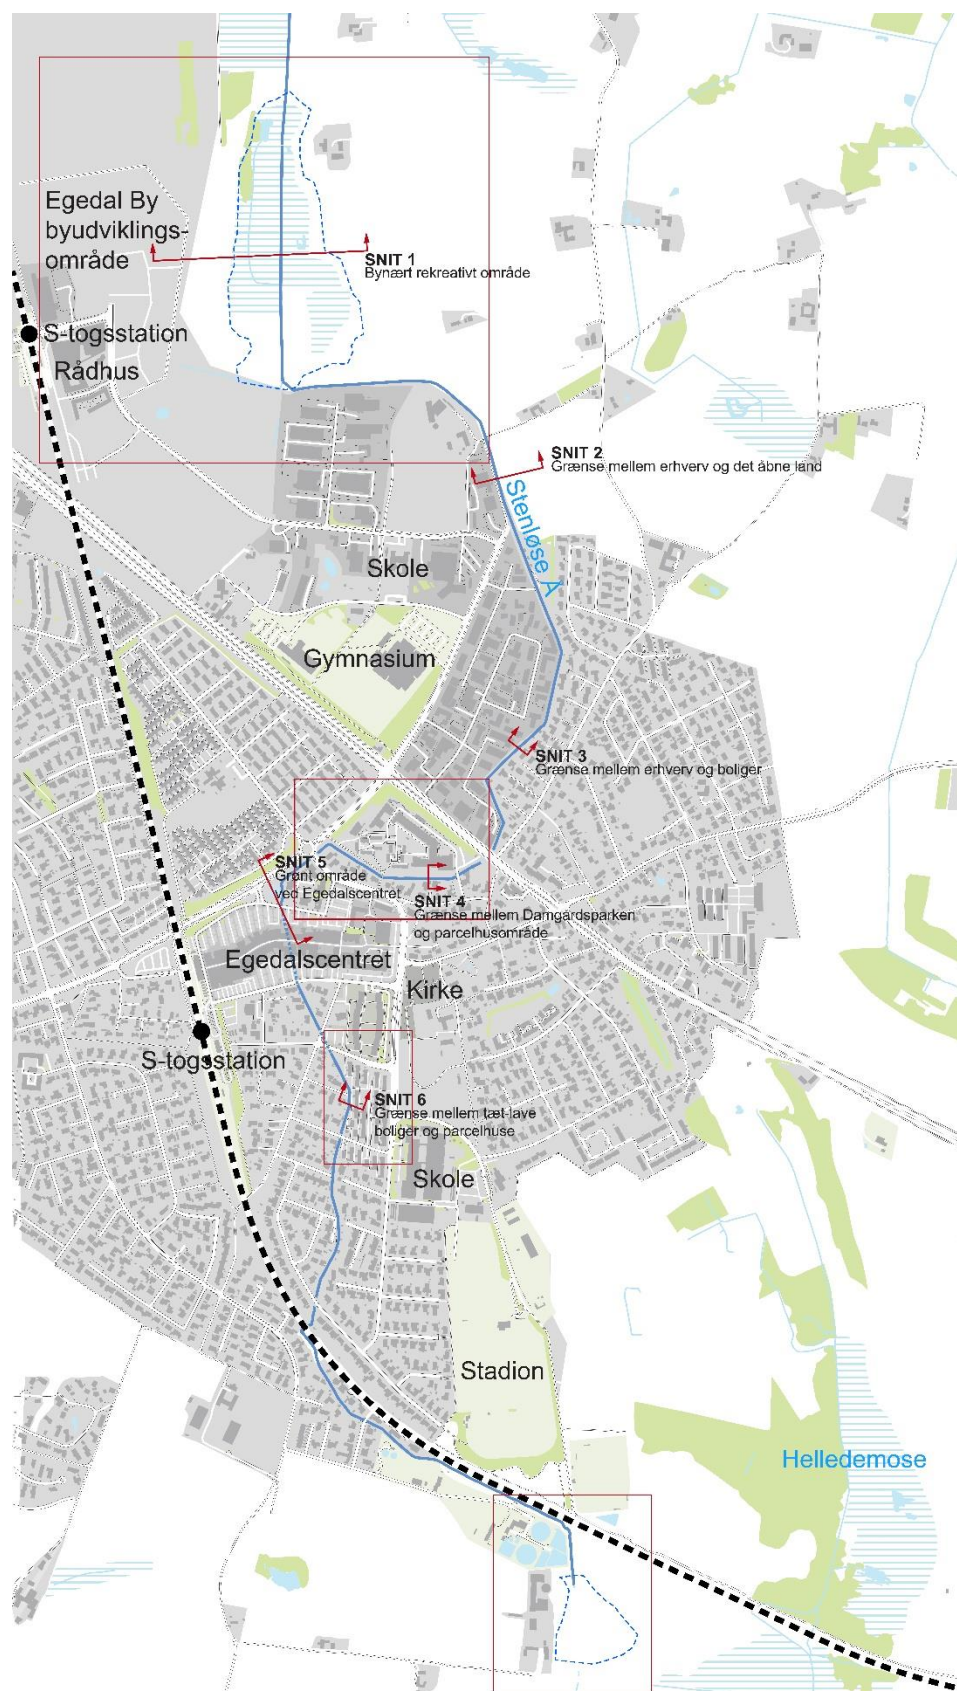 Egedal By
byudviklings-
område
SNIT 1
Bynært rekreativt område
S-togsstation
Rådhus
SNIT 2
Grænse mellem erhverv og det åbne land
Stenløse Å
Skole
Gymnasium
SNIT 3
Grænse mellem erhverv og boliger
SNIT 5
Grønt område
ved Egedalscentret
SNIT 4
Grænse mellem Damgårdsparken
og parcelhusområde
Egedalscentret
Kirke
S-togsstation
SNIT 6
Grænse mellem tæt-lave
boliger og parcelhuse
Skole
Stadion
Helledemose